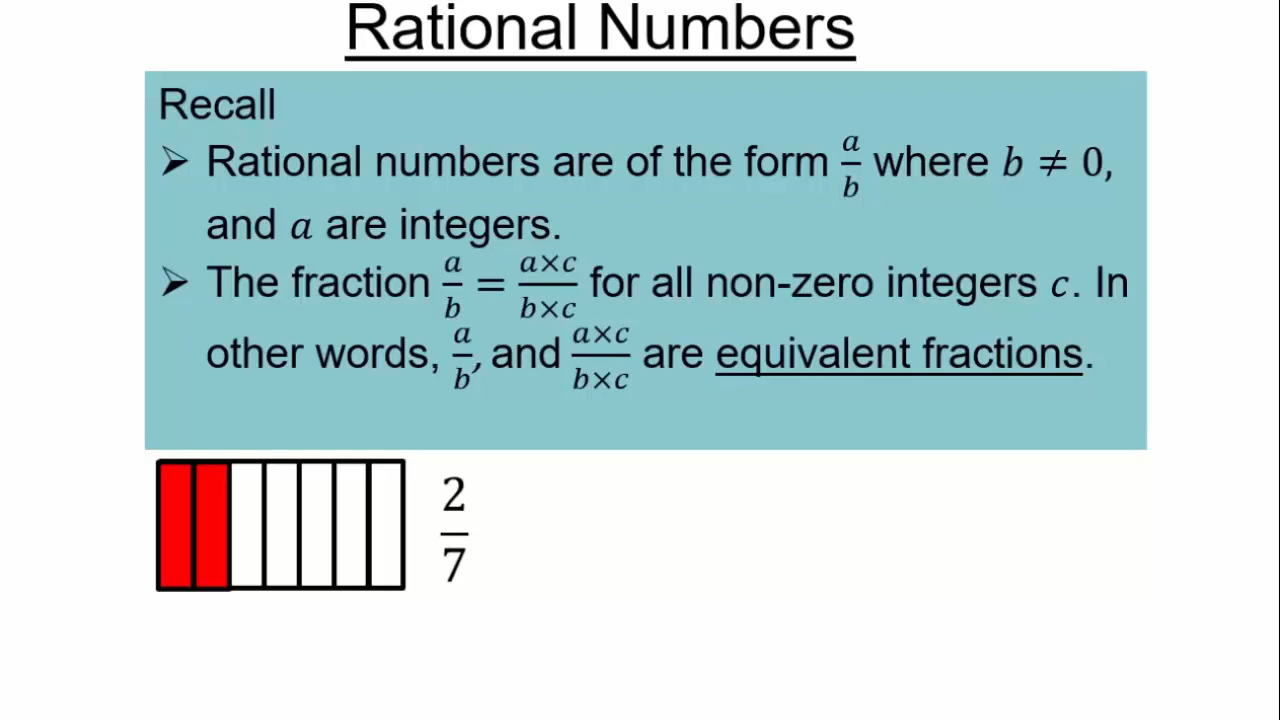 Rational Numbers
Recall
➢ Rational numbers are of the form a/b where b ≠ 0,
and a are integers.
➢ The fraction a/b = a×c/b×c for all non-zero integers c. In
other words, a/b, and a×c/b×c are equivalent fractions.
2/7